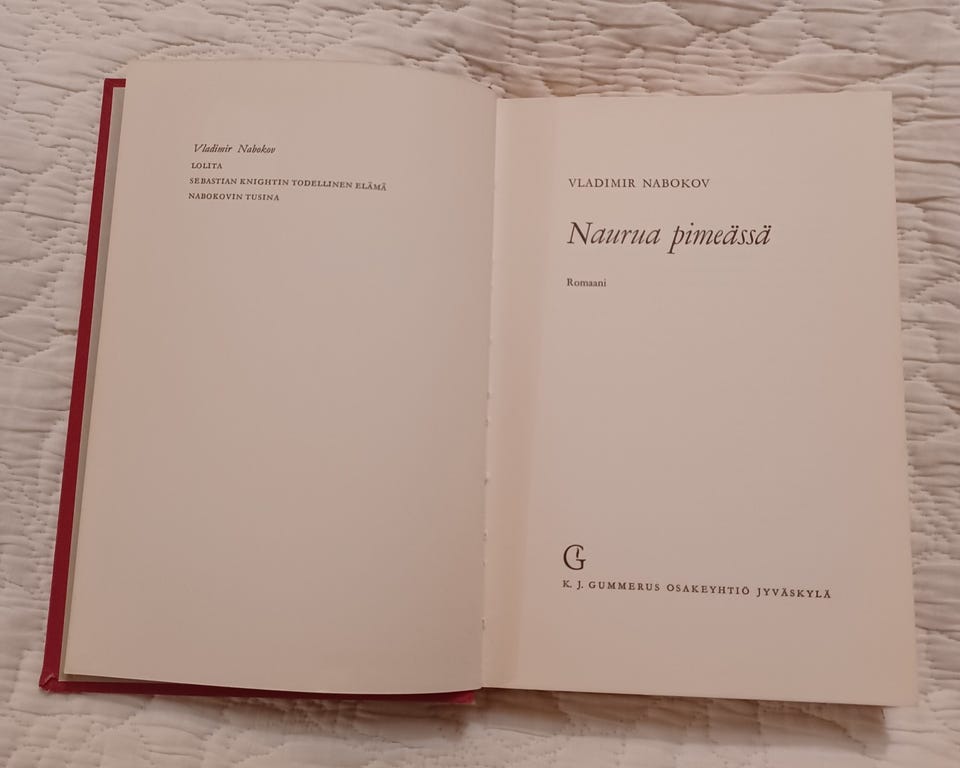 Vladimir Nabokov
LOLITA
SEBASTIAN KNIGHTIN TODELLINEN ELÄMÄ
NABOKOVIN TUSINA
VLADIMIR NABOKOV
Naurua pimeässä
Romaani
G
K. J. GUMMERUS OSAKEYHTIÖ JYVÄSKYLÄ